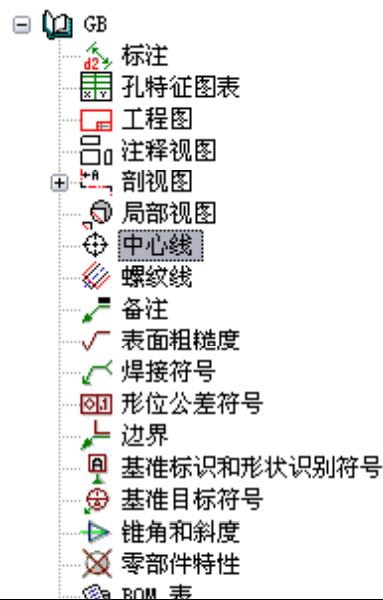 GB
标注
孔特征图表
工程图
注释视图
剖视图
局部视图
中心线
螺纹线
备注
表面粗糙度
焊接符号
形位公差符号
边界
基准标识和形状识别符号
基准目标符号
锥角和斜度
零部件特性
BOM 表